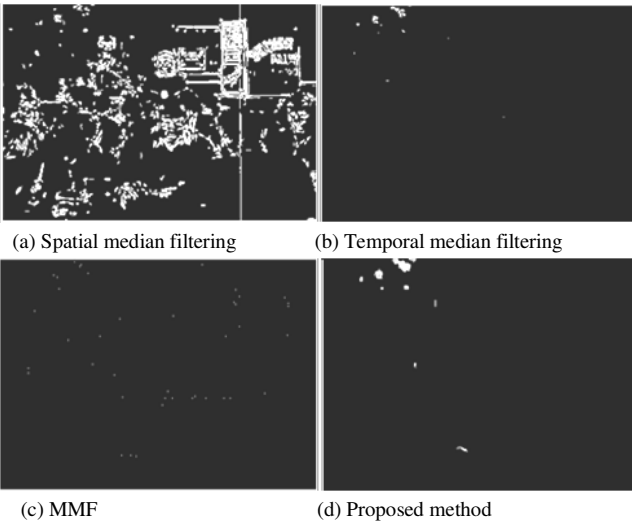 (a) Spatial median filtering
(b) Temporal median filtering
(c) MMF
(d) Proposed method